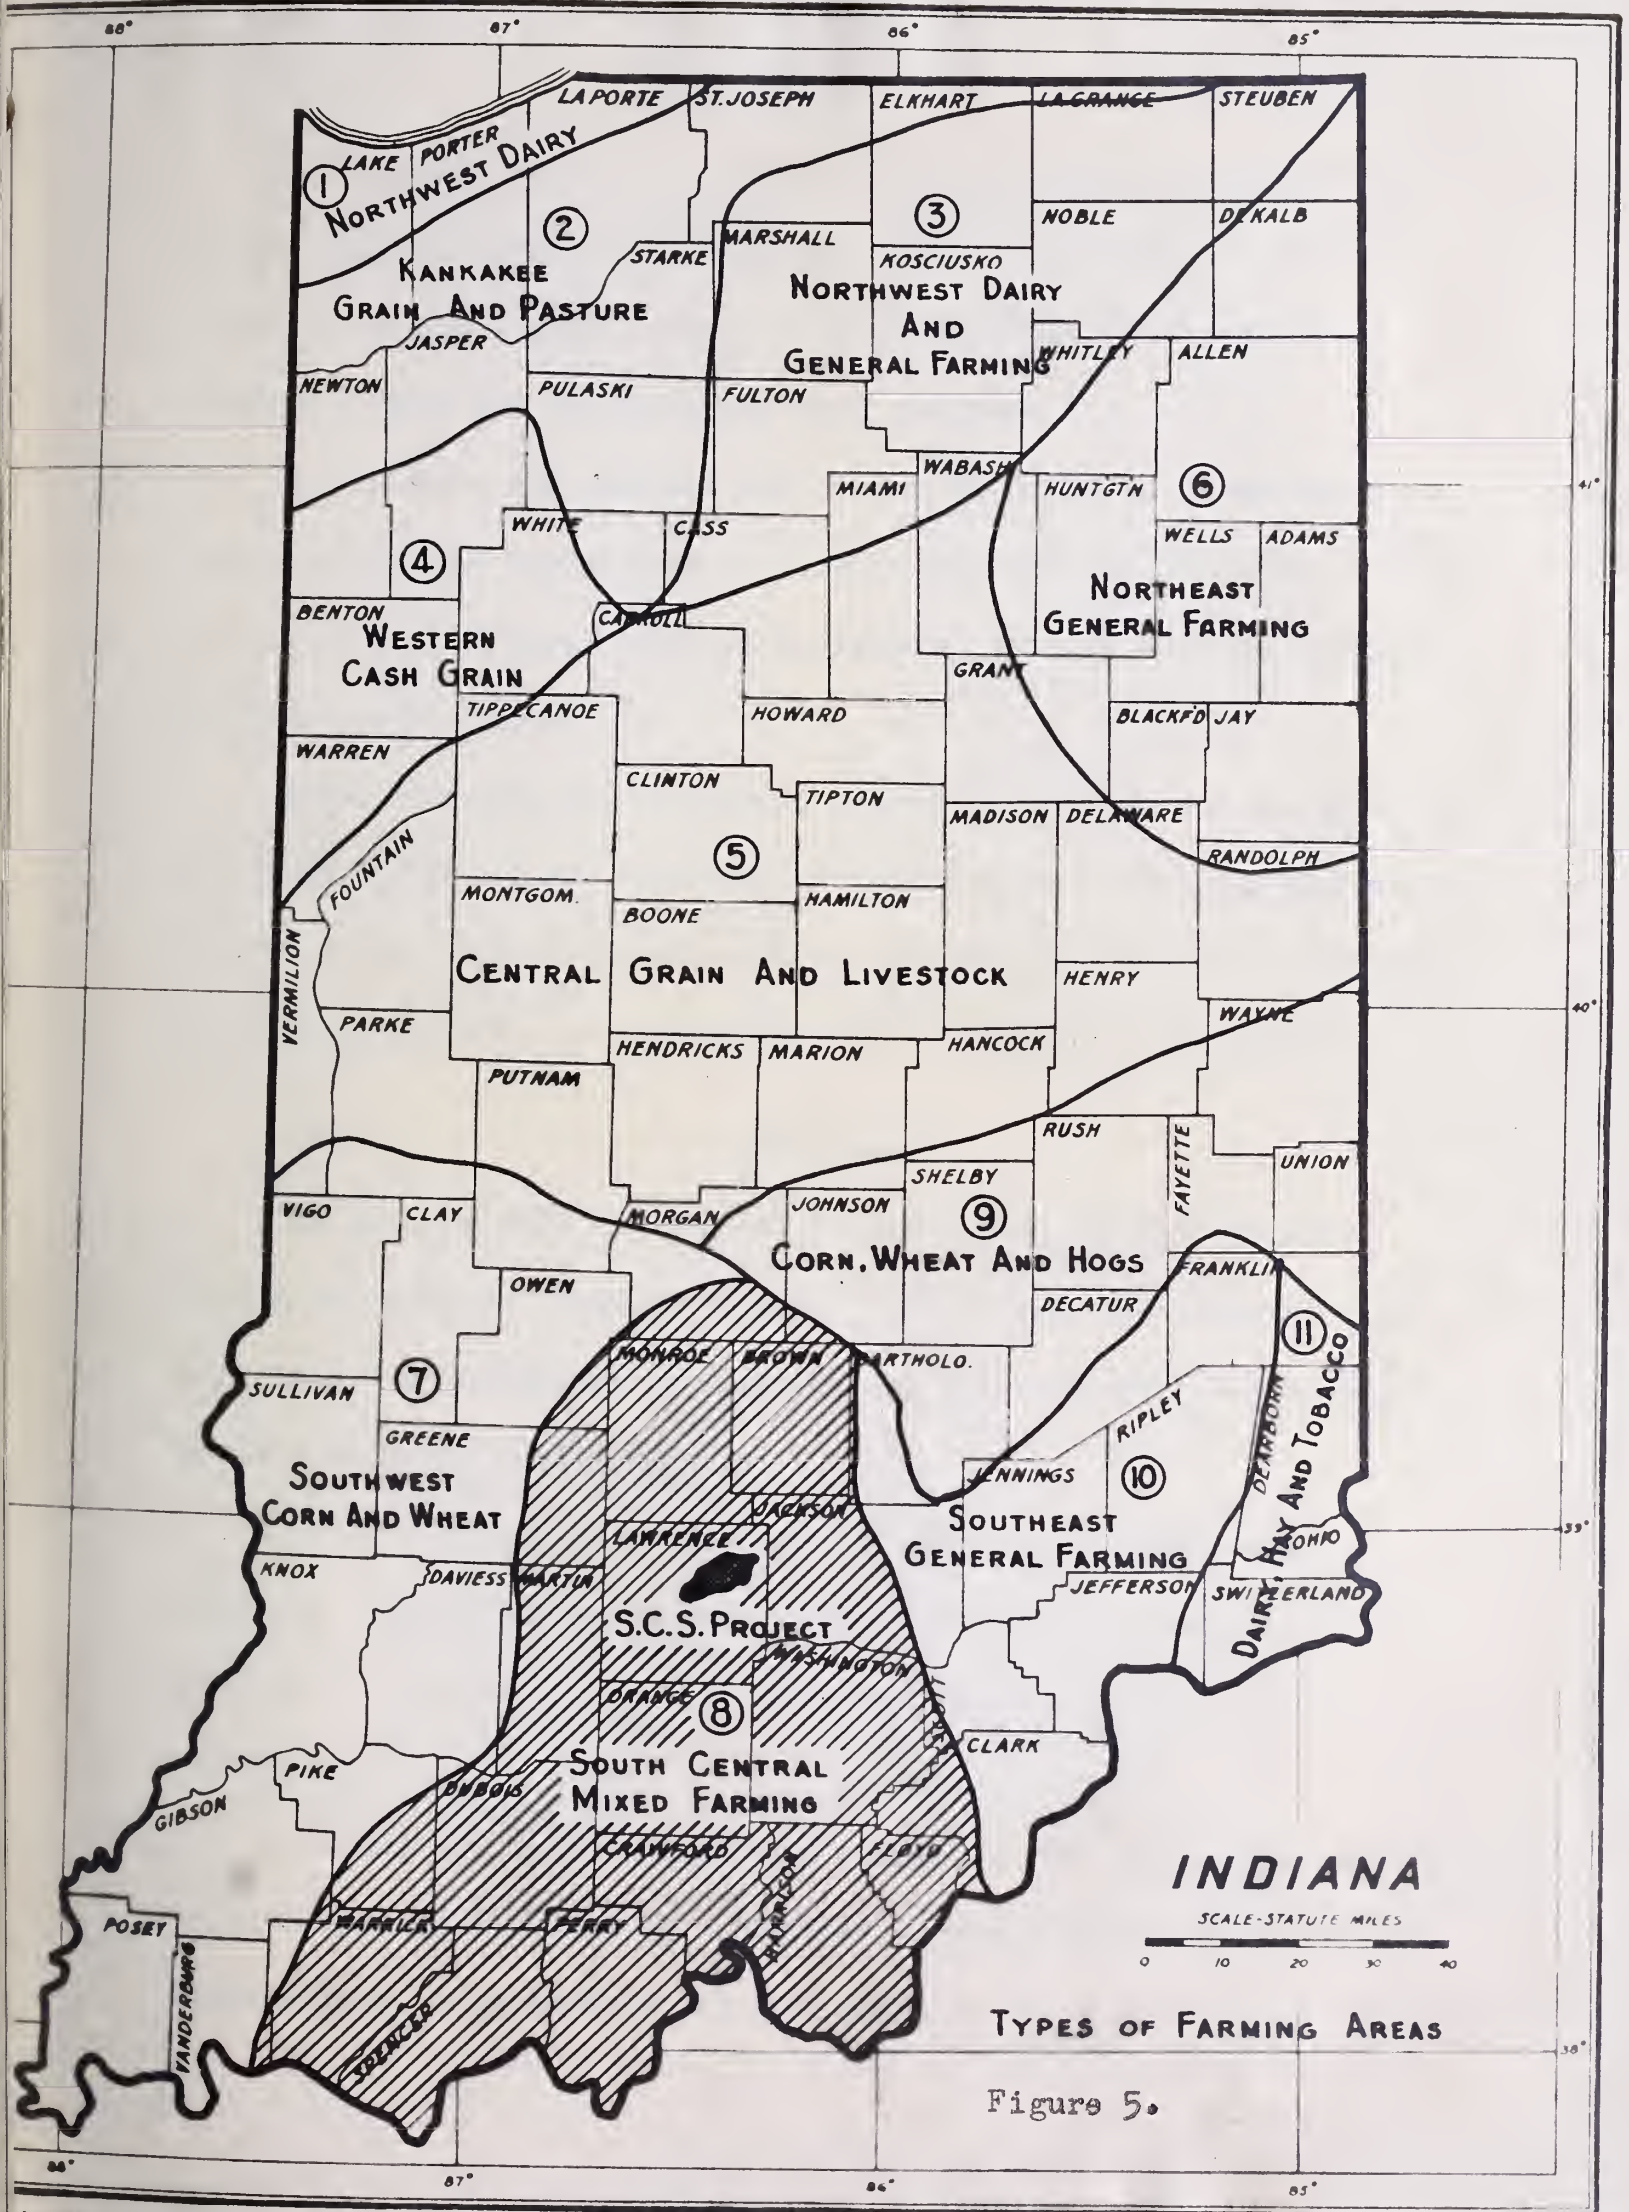 88°
87°
86°
85°
LAPORTE
ST. JOSEPH
ELKHART
LAGRANGE
STEUBEN
LAKE
PORTER
①
NORTHWEST DAIRY
②
③
NOBLE
DEKALB
MARSHALL
STARKE
KOSCIUSKO
KANKAKEE
GRAIN AND PASTURE
NORTHWEST DAIRY
AND
GENERAL FARMING
JASPER
WHITLEY
ALLEN
NEWTON
PULASKI
FULTON
WABASH
MIAMI
HUNTGT'N
⑥
41°
WHITE
CASS
WELLS
ADAMS
④
NORTHEAST
GENERAL FARMING
BENTON
CARROLL
WESTERN
CASH GRAIN
GRANT
TIPPECANOE
HOWARD
BLACKF'D
JAY
WARREN
CLINTON
TIPTON
MADISON
DELAWARE
⑤
RANDOLPH
FOUNTAIN
MONTGOM.
HAMILTON
BOONE
VERMILION
CENTRAL GRAIN AND LIVESTOCK
HENRY
40°
WAYNE
PARKE
HENDRICKS
MARION
HANCOCK
PUTNAM
RUSH
FAYETTE
UNION
SHELBY
VIGO
CLAY
MORGAN
JOHNSON
⑨
CORN, WHEAT AND HOGS
FRANKLIN
OWEN
DECATUR
⑪
MONROE
BROWN
BARTHOLO.
⑦
SULLIVAN
RIPLEY
DEARBORN
DAIRY, HAY AND TOBACCO
GREENE
SOUTHWEST
CORN AND WHEAT
JENNINGS
⑩
JACKSON
SOUTHEAST
GENERAL FARMING
LAWRENCE
39°
OHIO
KNOX
DAVIESS
MARTIN
JEFFERSON
SWITZERLAND
S.C.S. PROJECT
WASHINGTON
ORANGE
⑧
SCOTT
CLARK
SOUTH CENTRAL
MIXED FARMING
PIKE
DUBOIS
GIBSON
CRAWFORD
FLOYD
HARRISON
INDIANA
SCALE-STATUTE MILES
0 10 20 30 40
POSEY
VANDERBURG
WARRICK
PERRY
SPENCER
TYPES OF FARMING AREAS
38°
Figure 5.
88°
87°
86°
85°